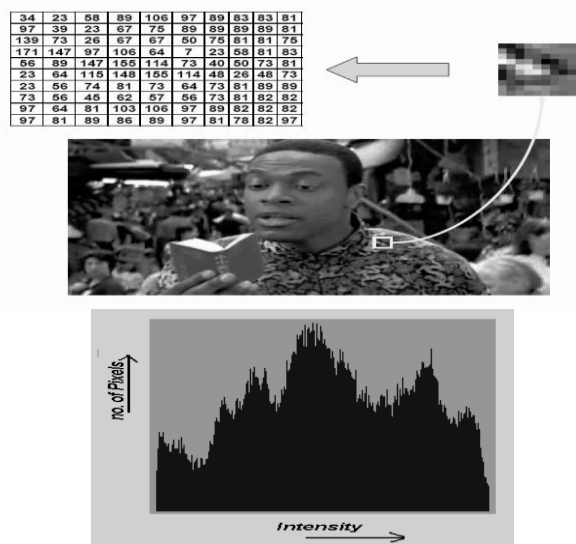 34 23 58 89 106 97 89 83 83 81
97 39 23 67 75 89 89 89 89 81
139 73 26 67 67 50 75 81 81 75
171 147 97 106 64 7 23 58 81 83
56 89 147 155 114 73 40 50 73 81
23 64 115 148 155 114 48 26 48 73
23 56 74 81 73 64 73 81 89 89
73 56 45 62 57 56 73 81 82 82
97 64 81 103 106 97 89 82 82 82
97 81 89 86 89 97 81 78 82 97
no. of Pixels
Intensity